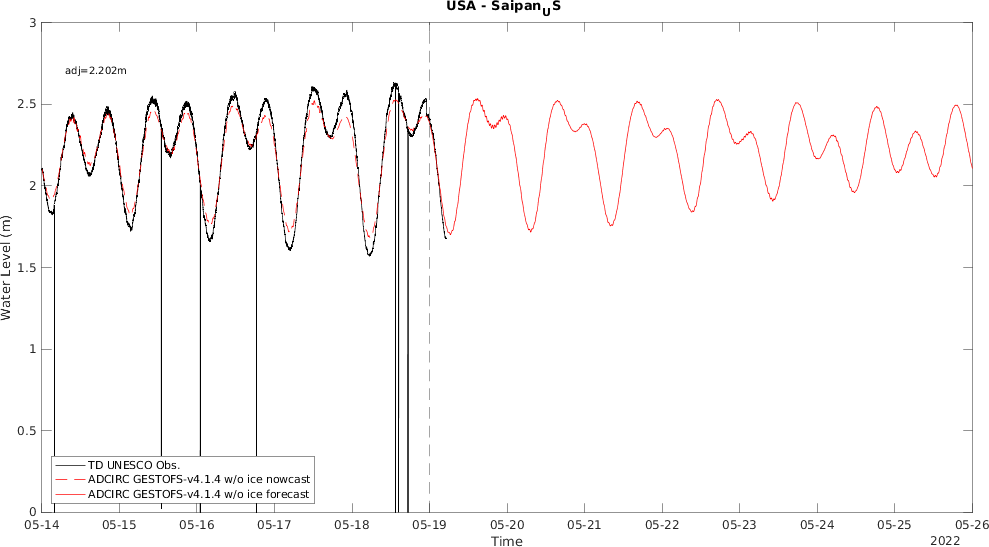 USA - Saipan_US
3
2.5
2
1.5
1
0.5
0
Water Level (m)
adj=2.202m
TD UNESCO Obs.
ADCIRC GESTOFS-v4.1.4 w/o ice nowcast
ADCIRC GESTOFS-v4.1.4 w/o ice forecast
05-14 05-15 05-16 05-17 05-18 05-19 05-20 05-21 05-22 05-23 05-24 05-25 05-26
Time
2022